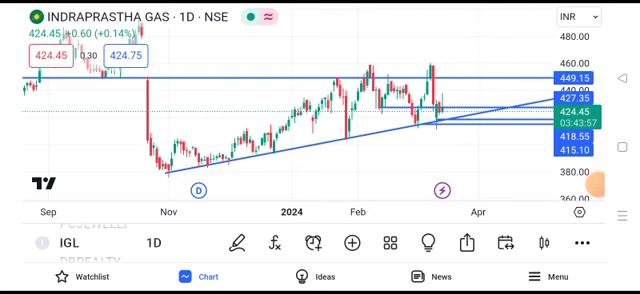 INDRAPRASTHA GAS · 1D · NSE
INR
424.45 +0.60 (+0.14%)
424.45 0.30 424.75
480.00
460.00
449.15
440.00
427.35
424.45
03:43:57
418.55
415.10
400.00
380.00
360.00
D
Sep Nov 2024 Feb Apr
IGL 1D
Watchlist Chart Ideas News Menu